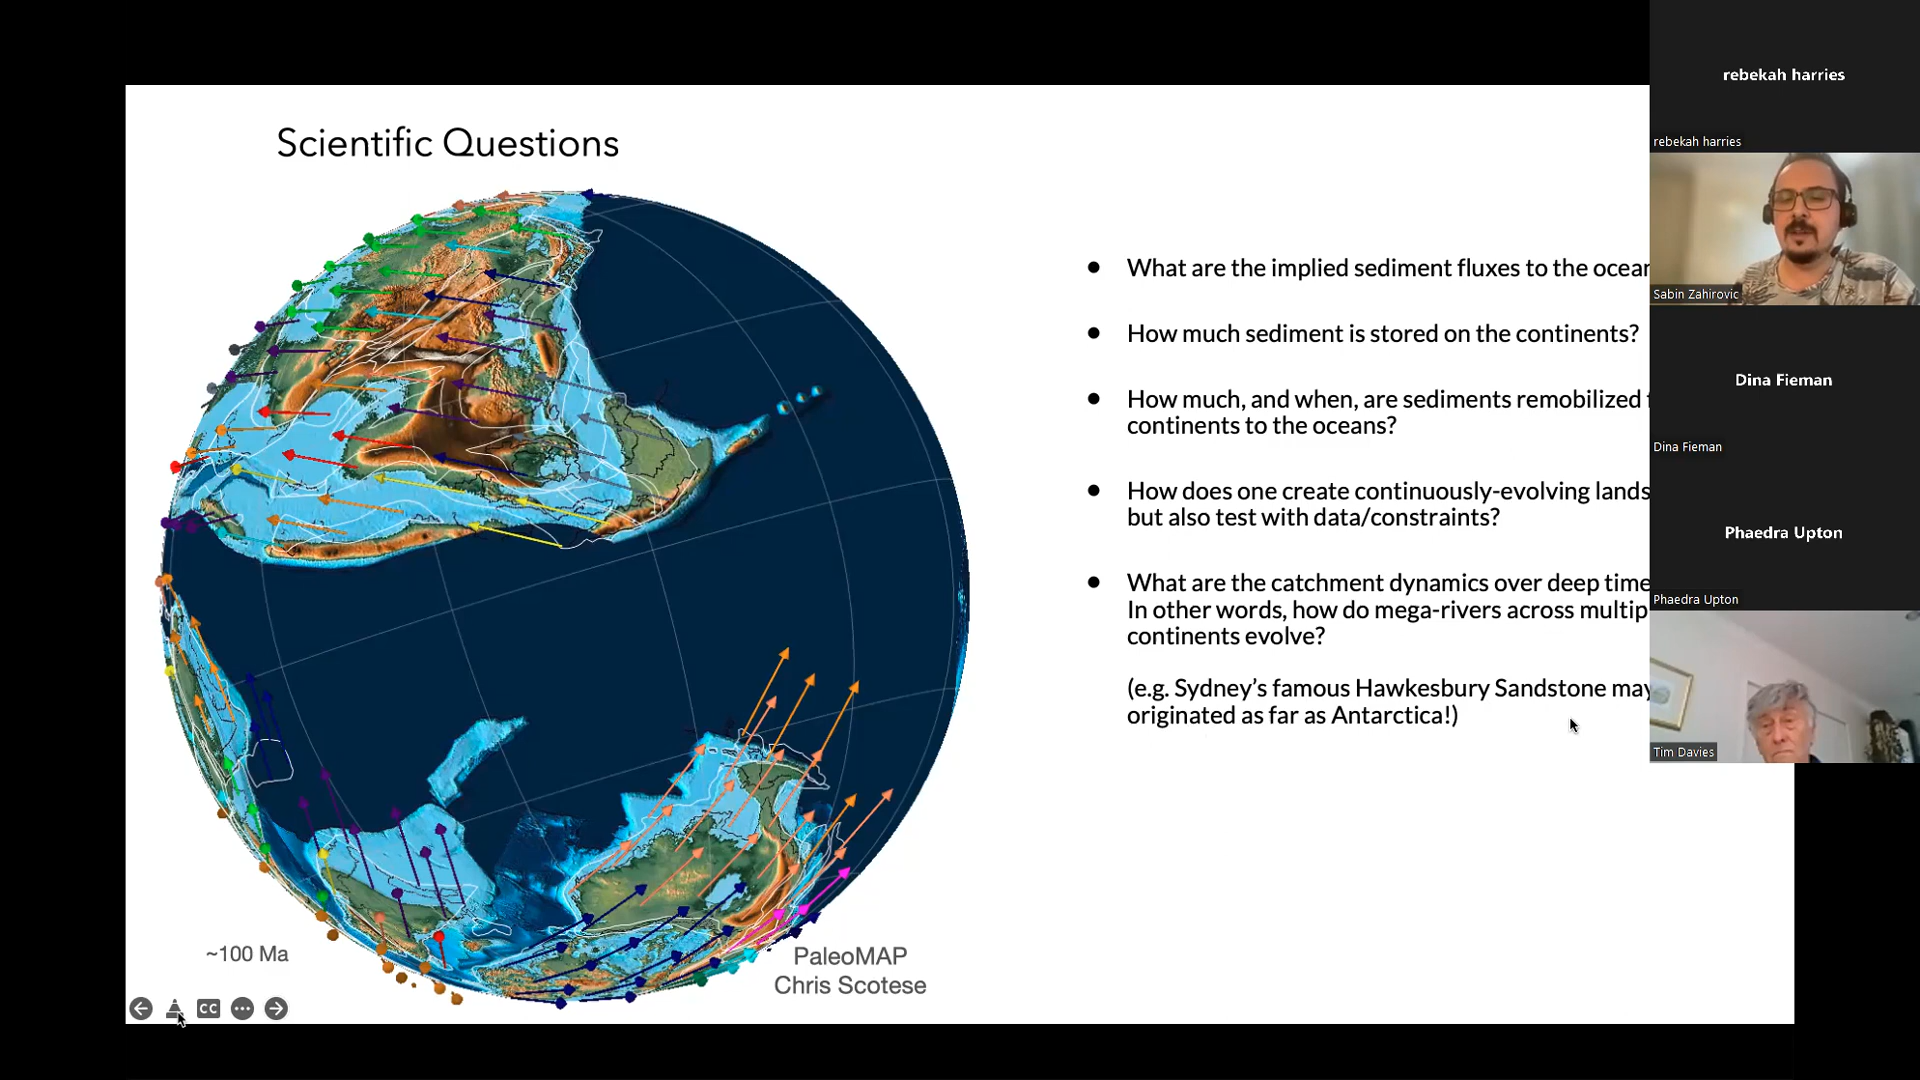 Scientific Questions
What are the implied sediment fluxes to the ocean
How much sediment is stored on the continents?
How much, and when, are sediments remobilized
continents to the oceans?
How does one create continuously-evolving lands
but also test with data/constraints?
What are the catchment dynamics over deep time
In other words, how do mega-rivers across multip
continents evolve?
(e.g. Sydney's famous Hawkesbury Sandstone may
originated as far as Antarctica!)
~100 Ma
PaleoMAP
Chris Scotese
CC
rebekah harries
rebekah harries
Sabin Zahirovic
Dina Fieman
Dina Fieman
Phaedra Upton
Phaedra Upton
Tim Davies